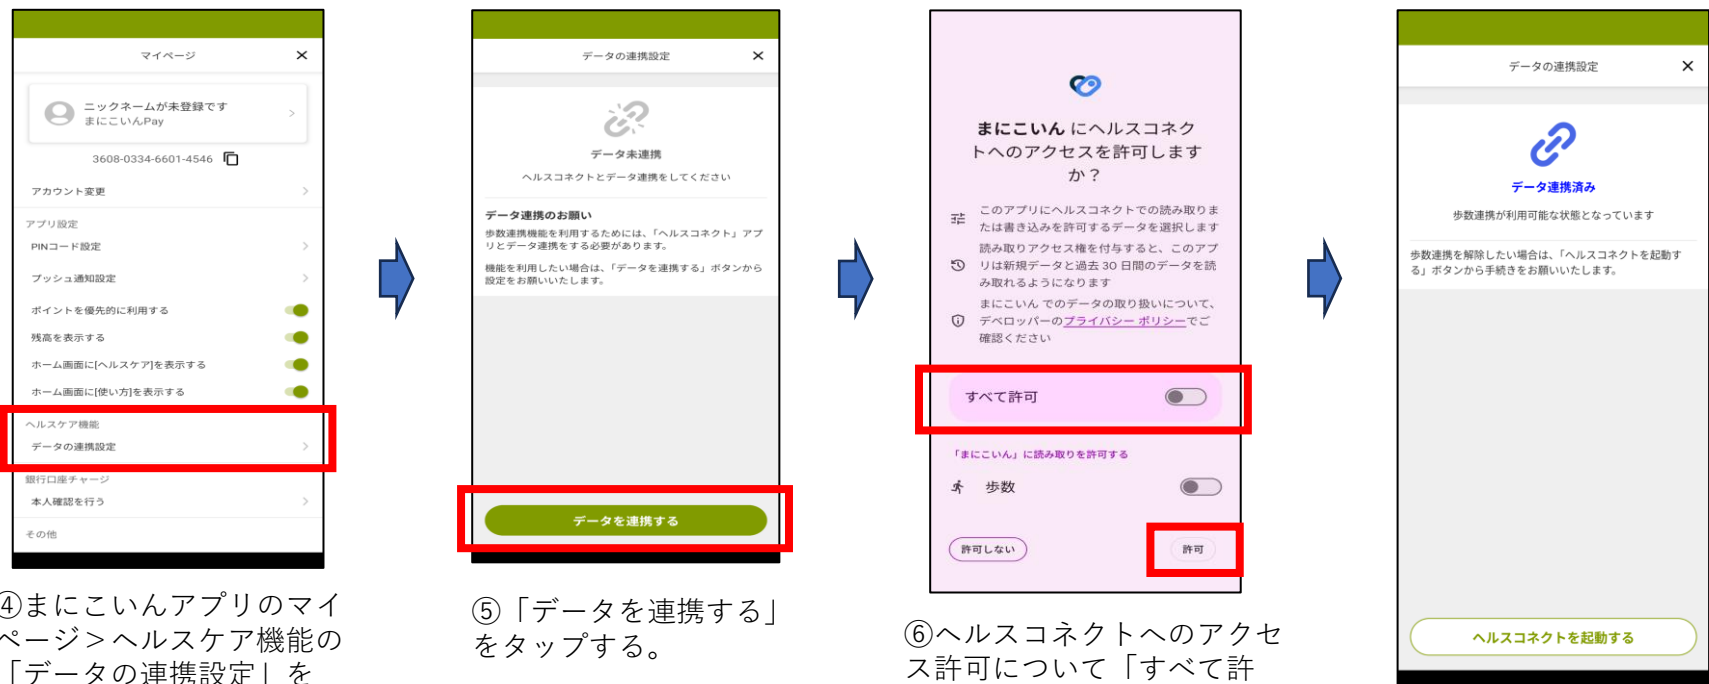 マイページ
ニックネームが未登録です
まにこいんPay
3608-0334-6601-4546
アカウント変更
アプリ設定
PINコード設定
プッシュ通知設定
ポイントを優先的に利用する
残高を表示する
ホーム画面に[ヘルスケア]を表示する
ホーム画面に[使い方]を表示する
ヘルスケア機能
データの連携設定
銀行口座チャージ
本人確認を行う
その他
④まにこいんアプリのマイ
ページ＞ヘルスケア機能の
「データの連携設定」を
データの連携設定
データ未連携
ヘルスコネクトとデータ連携をしてください
データ連携のお願い
歩数連携機能を利用するためには、「ヘルスコネクト」アプ
リとデータ連携をする必要があります。
機能を利用したい場合は、「データを連携する」ボタンから
設定をお願いいたします。
データを連携する
⑤「データを連携する」
をタップする。
まにこいん にヘルスコネク
トへのアクセスを許可します
か？
このアプリにヘルスコネクトでの読み取りま
たは書き込みを許可するデータを選択します
読み取りアクセス権を付与すると、このアプ
リは新規データと過去 30 日間のデータを読
み取れるようになります
まにこいん でのデータの取り扱いについて、
デベロッパーのプライバシー ポリシーでご
確認ください
すべて許可
「まにこいん」に読み取りを許可する
歩数
許可しない
許可
⑥ヘルスコネクトへのアクセ
ス許可について「すべて許
データの連携設定
データ連携済み
歩数連携が利用可能な状態となっています
歩数連携を解除したい場合は、「ヘルスコネクトを起動す
る」ボタンから手続きをお願いいたします。
ヘルスコネクトを起動する